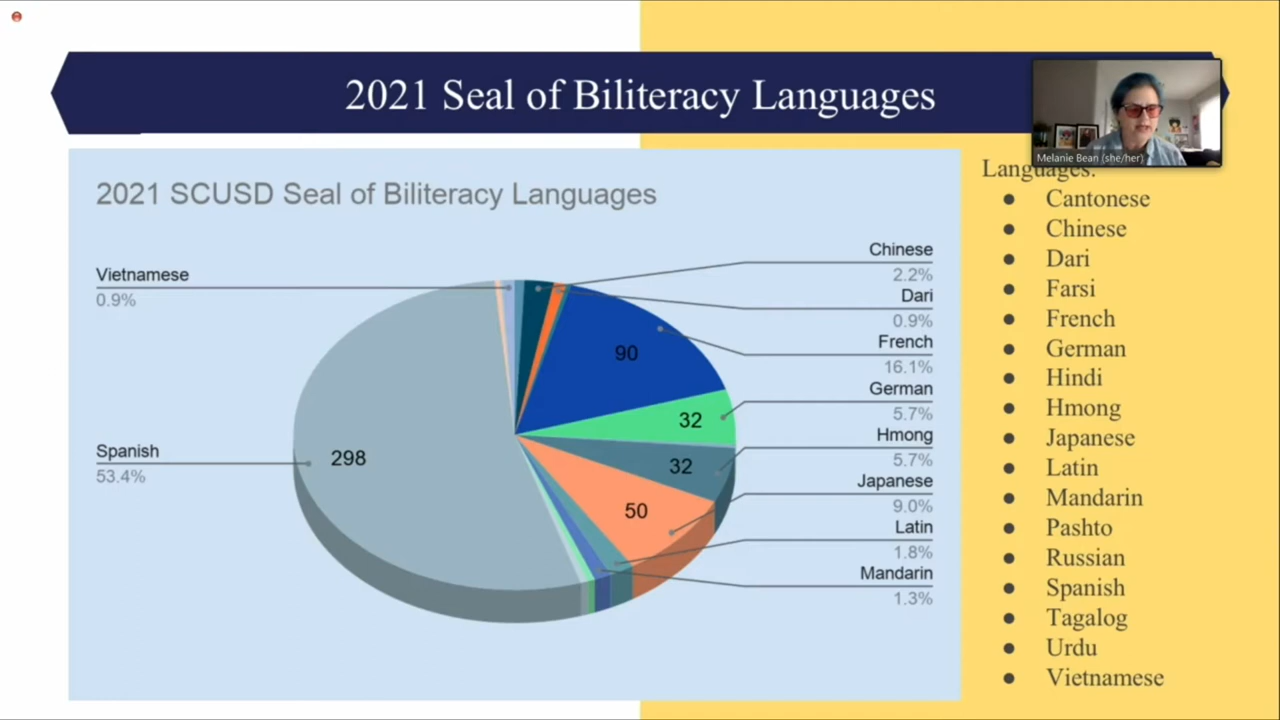 2021 Seal of Biliteracy Languages
Melanie Bean (she/her)
2021 SCUSD Seal of Biliteracy Languages
Vietnamese
0.9%
Spanish
53.4%
298
90
32
32
50
Chinese
2.2%
Dari
0.9%
French
16.1%
German
5.7%
Hmong
5.7%
Japanese
9.0%
Latin
1.8%
Mandarin
1.3%
Languages:
● Cantonese
● Chinese
● Dari
● Farsi
● French
● German
● Hindi
● Hmong
● Japanese
● Latin
● Mandarin
● Pashto
● Russian
● Spanish
● Tagalog
● Urdu
● Vietnamese